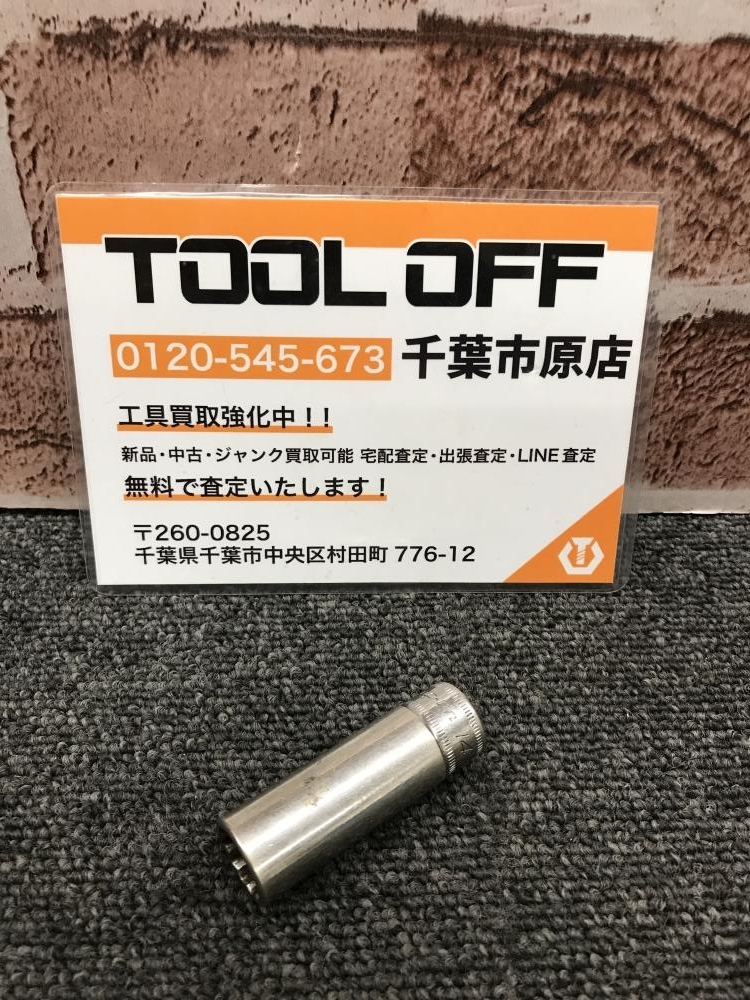 TOOL OFF
0120-545-673 千葉市原店
工具買取強化中！！
新品・中古・ジャンク買取可能 宅配査定・出張査定・LINE査定
無料で査定いたします！
〒260-0825
千葉県千葉市中央区村田町 776-12